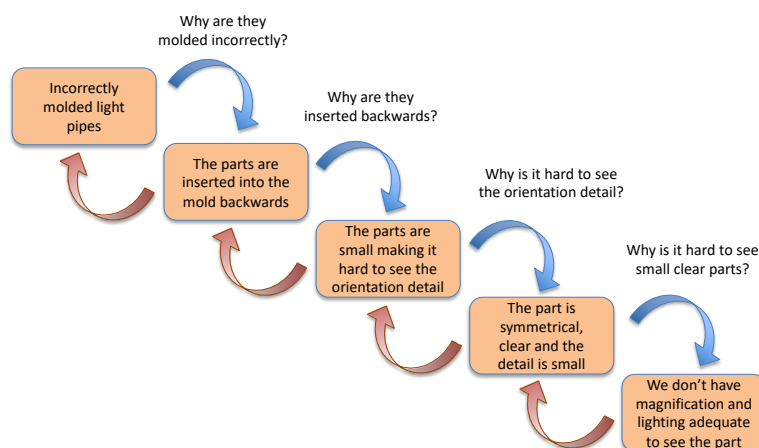 Why are they
molded incorrectly?
Incorrectly
molded light
pipes
Why are they
inserted backwards?
The parts are
inserted into the
mold backwards
Why is it hard to see
the orientation detail?
The parts are
small making it
hard to see the
orientation detail
Why is it hard to see
small clear parts?
The part is
symmetrical,
clear and the
detail is small
We don’t have
magnification and
lighting adequate
to see the part